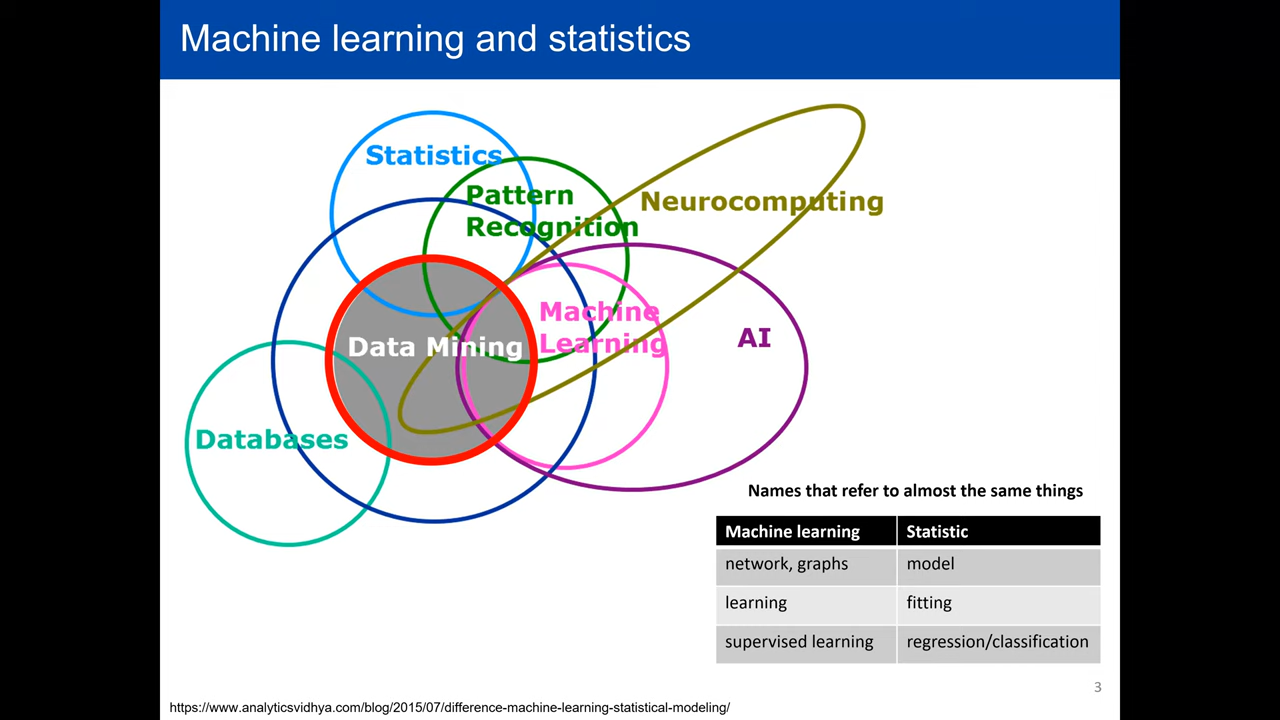 Machine learning and statistics
Statistics
Pattern
Recognition
Neurocomputing
Machine
Learning
AI
Data Mining
Databases
Names that refer to almost the same things
Machine learning Statistic
network, graphs model
learning fitting
supervised learning regression/classification
3
https://www.analyticsvidhya.com/blog/2015/07/difference-machine-learning-statistical-modeling/